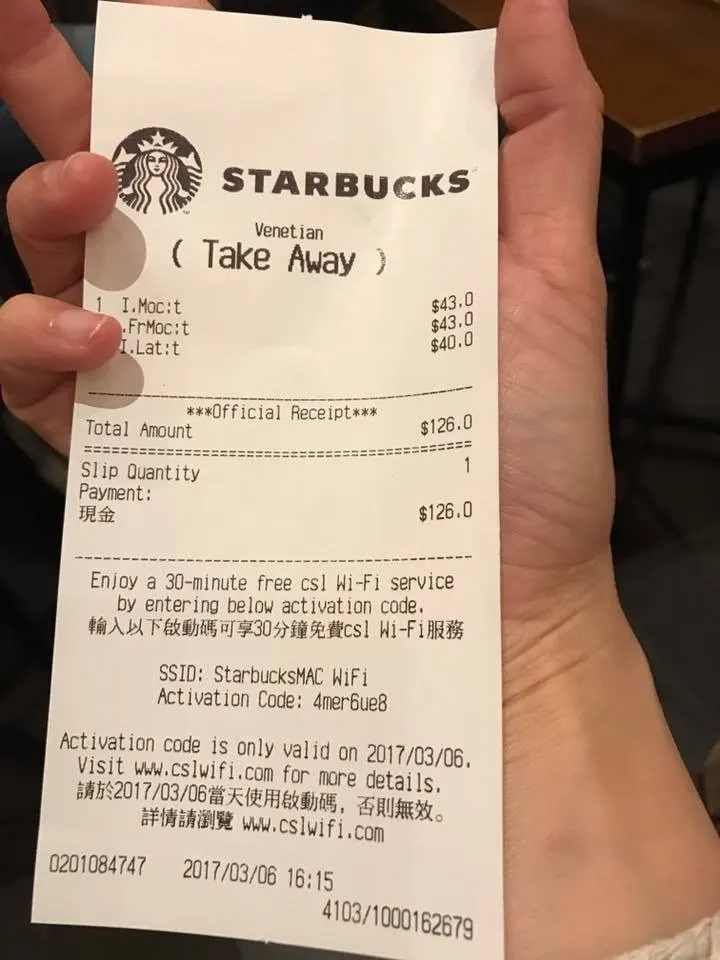 STARBUCKS
Venetian
( Take Away )
1 I.Moc:t $43.0
.FrMoc:t $43.0
I.Lat:t $40.0
***Official Receipt***
Total Amount $126.0
Slip Quantity 1
Payment:
現金 $126.0
Enjoy a 30-minute free csl Wi-Fi service
by entering below activation code.
輸入以下啟動碼可享30分鐘免費csl Wi-Fi服務
SSID: StarbucksMAC WiFi
Activation Code: 4mer6ue8
Activation code is only valid on 2017/03/06.
Visit www.cslwifi.com for more details.
請於2017/03/06當天使用啟動碼, 否則無效。
詳情請瀏覽 www.cslwifi.com
0201084747 2017/03/06 16:15
4103/1000162679